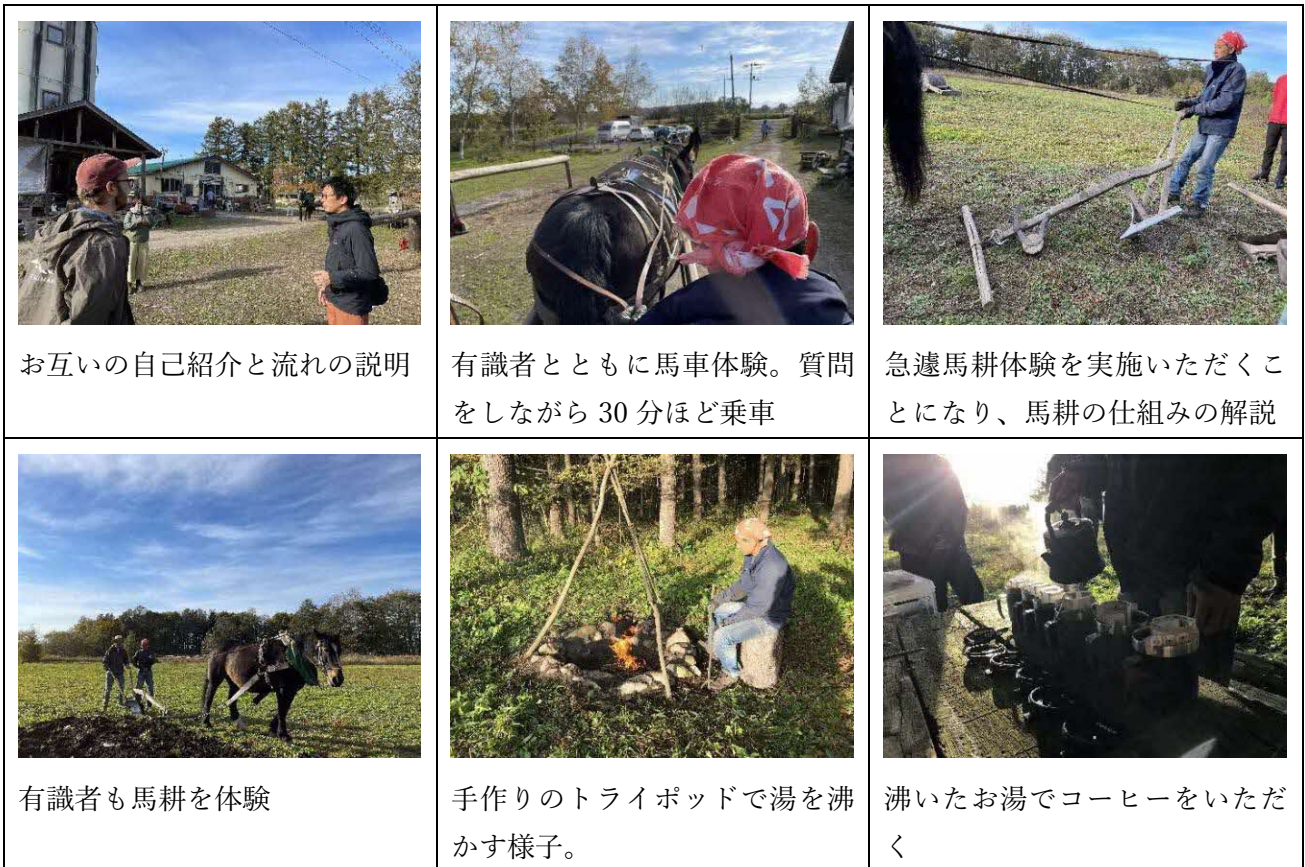 お互いの自己紹介と流れの説明
有識者とともに馬車体験。質問
をしながら 30 分ほど乗車
急遽馬耕体験を実施いただくこ
とになり、馬耕の仕組みの解説
有識者も馬耕を体験
手作りのトライポッドで湯を沸
かす様子。
沸いたお湯でコーヒーをいただ
く